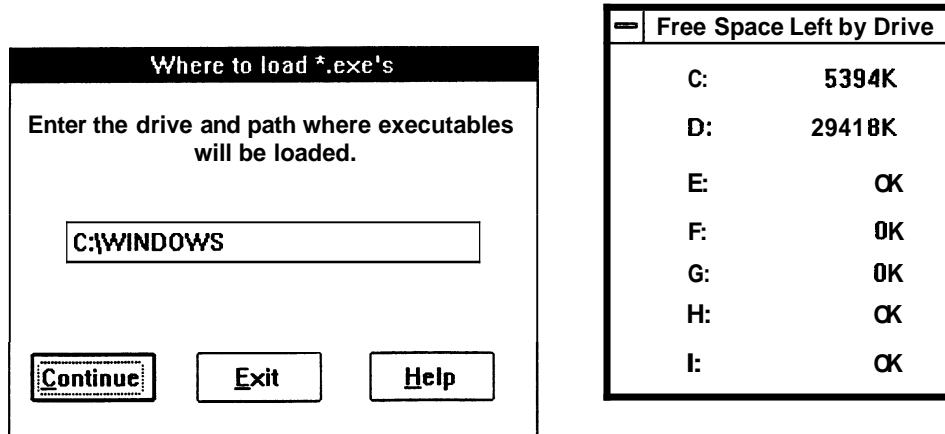 Where to load *.exe's
Enter the drive and path where executables
will be loaded.
C:\WINDOWS
Continue Exit Help
Free Space Left by Drive
C: 5394K
D: 29418K
E: 0K
F: 0K
G: 0K
H: 0K
I: 0K